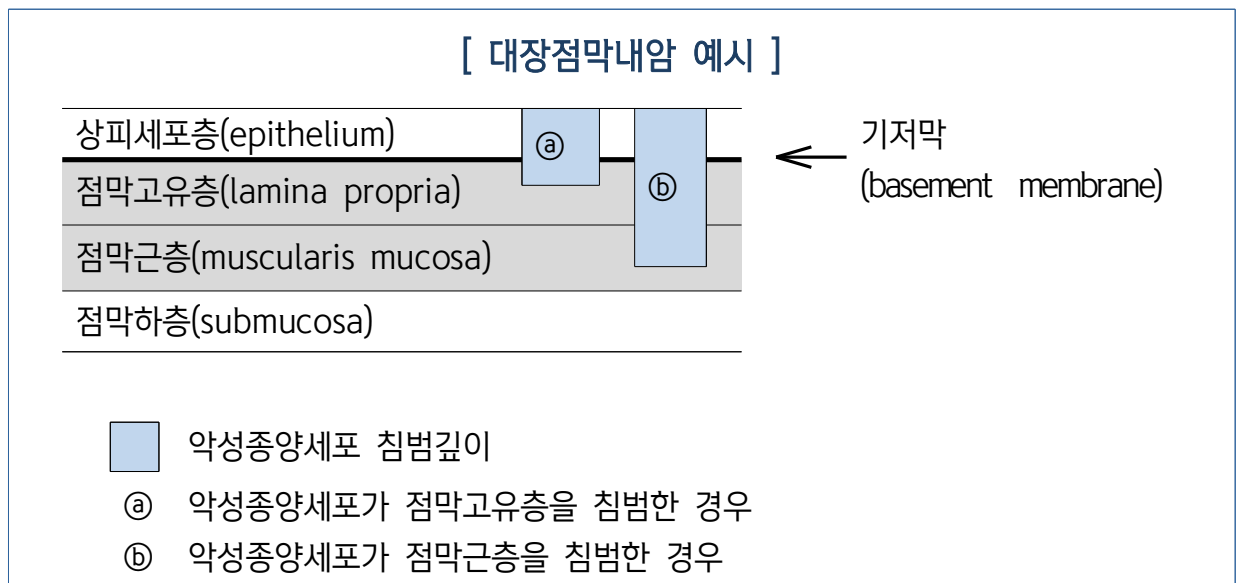 [ 대장점막내암 예시 ]
상피세포층(epithelium)
ⓐ
기저막
(basement membrane)
점막고유층(lamina propria)
ⓑ
점막근층(muscularis mucosa)
점막하층(submucosa)
악성종양세포 침범깊이
ⓐ 악성종양세포가 점막고유층을 침범한 경우
ⓑ 악성종양세포가 점막근층을 침범한 경우